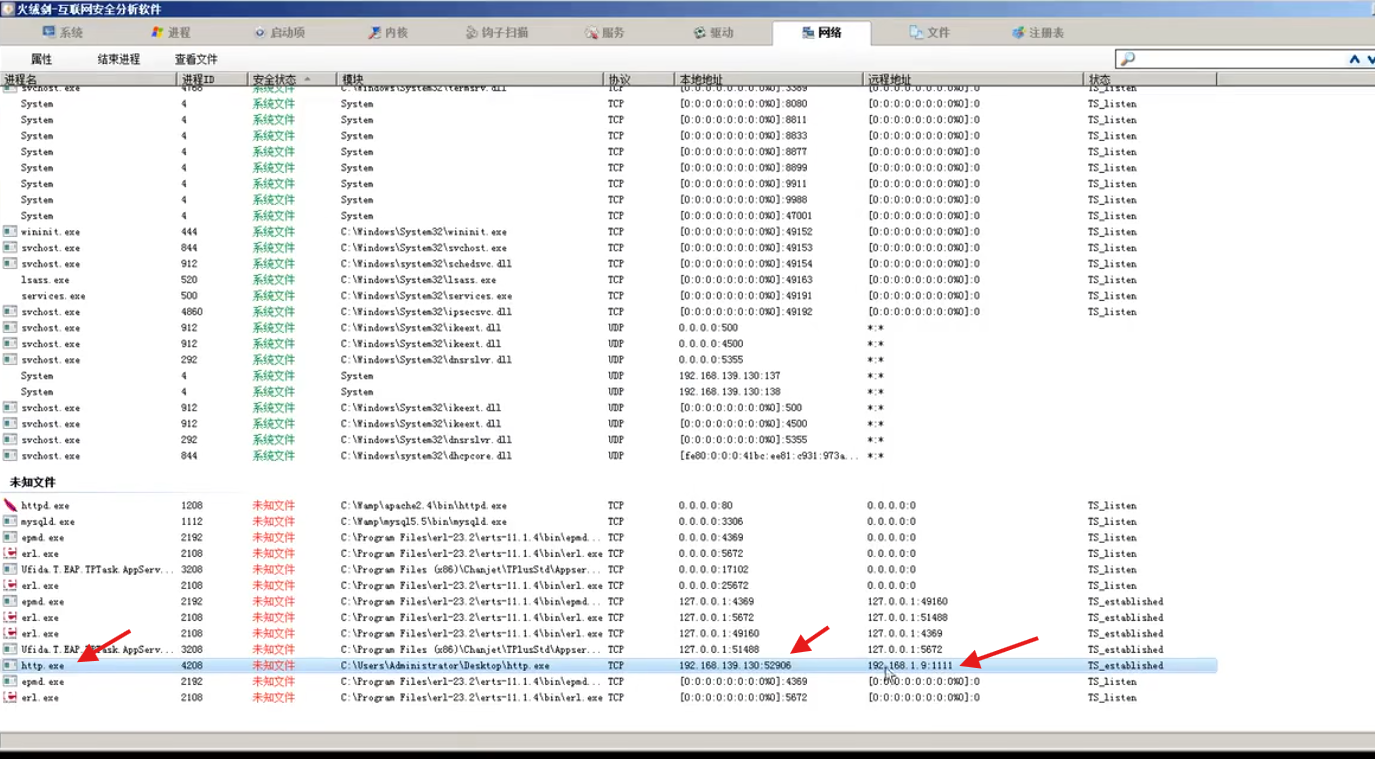 火绒剑-互联网安全分析软件
系统 进程 启动项 内核 钩子扫描 服务 驱动 网络 文件 注册表
属性 结束进程 查看文件
进程名 进程ID 安全状态 模块 协议 本地地址 远程地址 状态
svchost.exe 4768 系统文件 C:\Windows\System32\termsrv.dll TCP [0:0:0:0:0:0:0:0%0]:3389 [0:0:0:0:0:0:0:0%0]:0 TS_listen
System 4 系统文件 System TCP [0:0:0:0:0:0:0:0%0]:8080 [0:0:0:0:0:0:0:0%0]:0 TS_listen
System 4 系统文件 System TCP [0:0:0:0:0:0:0:0%0]:8811 [0:0:0:0:0:0:0:0%0]:0 TS_listen
System 4 系统文件 System TCP [0:0:0:0:0:0:0:0%0]:8833 [0:0:0:0:0:0:0:0%0]:0 TS_listen
System 4 系统文件 System TCP [0:0:0:0:0:0:0:0%0]:8877 [0:0:0:0:0:0:0:0%0]:0 TS_listen
System 4 系统文件 System TCP [0:0:0:0:0:0:0:0%0]:8899 [0:0:0:0:0:0:0:0%0]:0 TS_listen
System 4 系统文件 System TCP [0:0:0:0:0:0:0:0%0]:9911 [0:0:0:0:0:0:0:0%0]:0 TS_listen
System 4 系统文件 System TCP [0:0:0:0:0:0:0:0%0]:9988 [0:0:0:0:0:0:0:0%0]:0 TS_listen
System 4 系统文件 System TCP [0:0:0:0:0:0:0:0%0]:47001 [0:0:0:0:0:0:0:0%0]:0 TS_listen
wininit.exe 444 系统文件 C:\Windows\System32\wininit.exe TCP [0:0:0:0:0:0:0:0%0]:49152 [0:0:0:0:0:0:0:0%0]:0 TS_listen
svchost.exe 844 系统文件 C:\Windows\System32\svchost.exe TCP [0:0:0:0:0:0:0:0%0]:49153 [0:0:0:0:0:0:0:0%0]:0 TS_listen
svchost.exe 912 系统文件 C:\Windows\system32\schedsvc.dll TCP [0:0:0:0:0:0:0:0%0]:49154 [0:0:0:0:0:0:0:0%0]:0 TS_listen
lsass.exe 520 系统文件 C:\Windows\System32\lsass.exe TCP [0:0:0:0:0:0:0:0%0]:49163 [0:0:0:0:0:0:0:0%0]:0 TS_listen
services.exe 500 系统文件 C:\Windows\System32\services.exe TCP [0:0:0:0:0:0:0:0%0]:49191 [0:0:0:0:0:0:0:0%0]:0 TS_listen
svchost.exe 4860 系统文件 C:\Windows\System32\ipsecsvc.dll TCP [0:0:0:0:0:0:0:0%0]:49192 [0:0:0:0:0:0:0:0%0]:0 TS_listen
svchost.exe 912 系统文件 C:\Windows\System32\ikeext.dll UDP 0.0.0.0:500 *:*
svchost.exe 912 系统文件 C:\Windows\System32\ikeext.dll UDP 0.0.0.0:4500 *:*
svchost.exe 292 系统文件 C:\Windows\System32\dnsrslvr.dll UDP 0.0.0.0:5355 *:*
System 4 系统文件 System UDP 192.168.139.130:137 *:*
System 4 系统文件 System UDP 192.168.139.130:138 *:*
svchost.exe 912 系统文件 C:\Windows\System32\ikeext.dll UDP [0:0:0:0:0:0:0:0%0]:500 *:*
svchost.exe 912 系统文件 C:\Windows\System32\ikeext.dll UDP [0:0:0:0:0:0:0:0%0]:4500 *:*
svchost.exe 292 系统文件 C:\Windows\System32\dnsrslvr.dll UDP [0:0:0:0:0:0:0:0%0]:5355 *:*
svchost.exe 844 系统文件 C:\Windows\system32\dhcpcore.dll UDP [fe80:0:0:0:41bc:ee81:c931:973a... *:*
未知文件
httpd.exe 1208 未知文件 C:\Wamp\apache2.4\bin\httpd.exe TCP 0.0.0.0:80 0.0.0.0:0 TS_listen
mysqld.exe 1112 未知文件 C:\Wamp\mysql5.5\bin\mysqld.exe TCP 0.0.0.0:3306 0.0.0.0:0 TS_listen
epmd.exe 2192 未知文件 C:\Program Files\erl-23.2\erts-11.1.4\bin\epmd... TCP 0.0.0.0:4369 0.0.0.0:0 TS_listen
erl.exe 2108 未知文件 C:\Program Files\erl-23.2\erts-11.1.4\bin\erl.exe TCP 0.0.0.0:5672 0.0.0.0:0 TS_listen
Ufida.T.EAP.TPTask.AppServ... 3208 未知文件 C:\Program Files (x86)\Chanjet\TPlusStd\Appser... TCP 0.0.0.0:17102 0.0.0.0:0 TS_listen
erl.exe 2108 未知文件 C:\Program Files\erl-23.2\erts-11.1.4\bin\erl.exe TCP 0.0.0.0:25672 0.0.0.0:0 TS_listen
epmd.exe 2192 未知文件 C:\Program Files\erl-23.2\erts-11.1.4\bin\epmd... TCP 127.0.0.1:4369 127.0.0.1:49160 TS_established
erl.exe 2108 未知文件 C:\Program Files\erl-23.2\erts-11.1.4\bin\erl.exe TCP 127.0.0.1:5672 127.0.0.1:51488 TS_established
erl.exe 2108 未知文件 C:\Program Files\erl-23.2\erts-11.1.4\bin\erl.exe TCP 127.0.0.1:49160 127.0.0.1:4369 TS_established
Ufida.T.EAP.TPTask.AppServ... 3208 未知文件 C:\Program Files (x86)\Chanjet\TPlusStd\Appser... TCP 127.0.0.1:51488 127.0.0.1:5672 TS_established
http.exe 4208 未知文件 C:\Users\Administrator\Desktop\http.exe TCP 192.168.139.130:52906 192.168.1.9:1111 TS_established
epmd.exe 2192 未知文件 C:\Program Files\erl-23.2\erts-11.1.4\bin\epmd... TCP [0:0:0:0:0:0:0:0%0]:4369 [0:0:0:0:0:0:0:0%0]:0 TS_listen
erl.exe 2108 未知文件 C:\Program Files\erl-23.2\erts-11.1.4\bin\erl.exe TCP [0:0:0:0:0:0:0:0%0]:5672 [0:0:0:0:0:0:0:0%0]:0 TS_listen